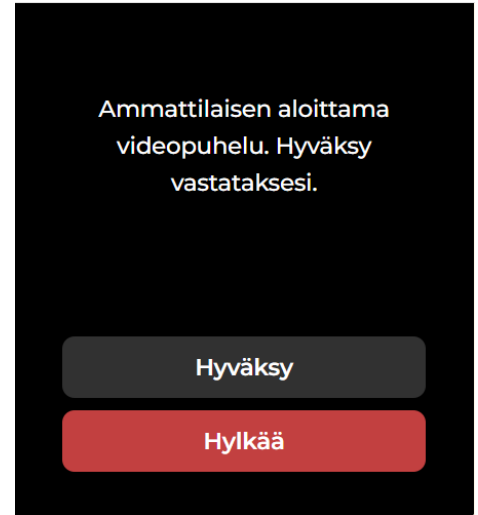 Ammattilaisen aloittama
videopuhelu. Hyväksy
vastataksesi.
Hyväksy
Hylkää